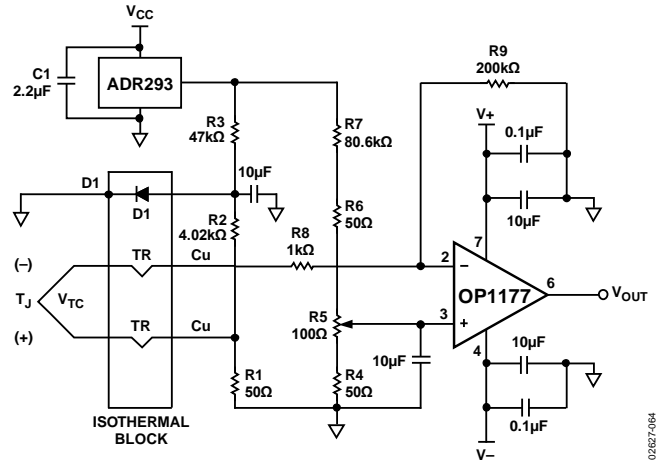 VCC
C1
2.2µF
ADR293
R9
200kΩ
R3
47kΩ
R7
80.6kΩ
V+
0.1µF
10µF
D1
D1
10µF
R2
4.02kΩ
R6
50Ω
R8
1kΩ
(–)
TR
Cu
TJ
VTC
(+)
TR
Cu
2
–
7
OP1177
6
VOUT
3
+
4
R5
100Ω
10µF
10µF
R1
50Ω
R4
50Ω
0.1µF
V–
ISOTHERMAL
BLOCK
02627-064